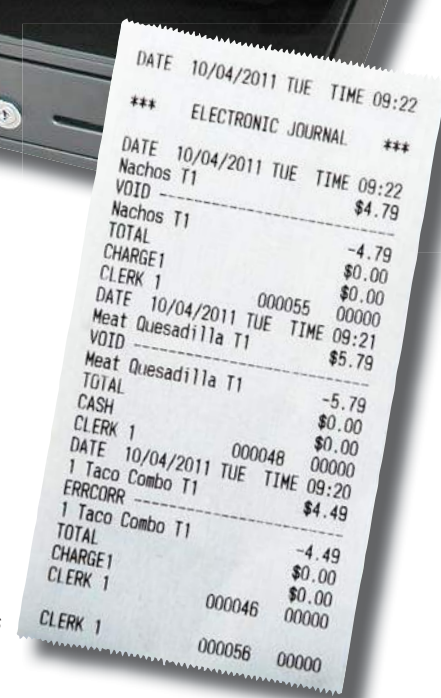 DATE 10/04/2011 TUE TIME 09:22
*** ELECTRONIC JOURNAL ***
DATE 10/04/2011 TUE TIME 09:22
Nachos T1 $4.79
VOID --------------------
Nachos T1 -4.79
TOTAL $0.00
CHARGE1 $0.00
CLERK 1 000055 00000
DATE 10/04/2011 TUE TIME 09:21
Meat Quesadilla T1 $5.79
VOID --------------------
Meat Quesadilla T1 -5.79
TOTAL $0.00
CASH $0.00
CLERK 1 000048 00000
DATE 10/04/2011 TUE TIME 09:20
1 Taco Combo T1 $4.49
ERRCORR --------------------
1 Taco Combo T1 -4.49
TOTAL $0.00
CHARGE1 $0.00
CLERK 1 000046 00000
CLERK 1 000056 00000